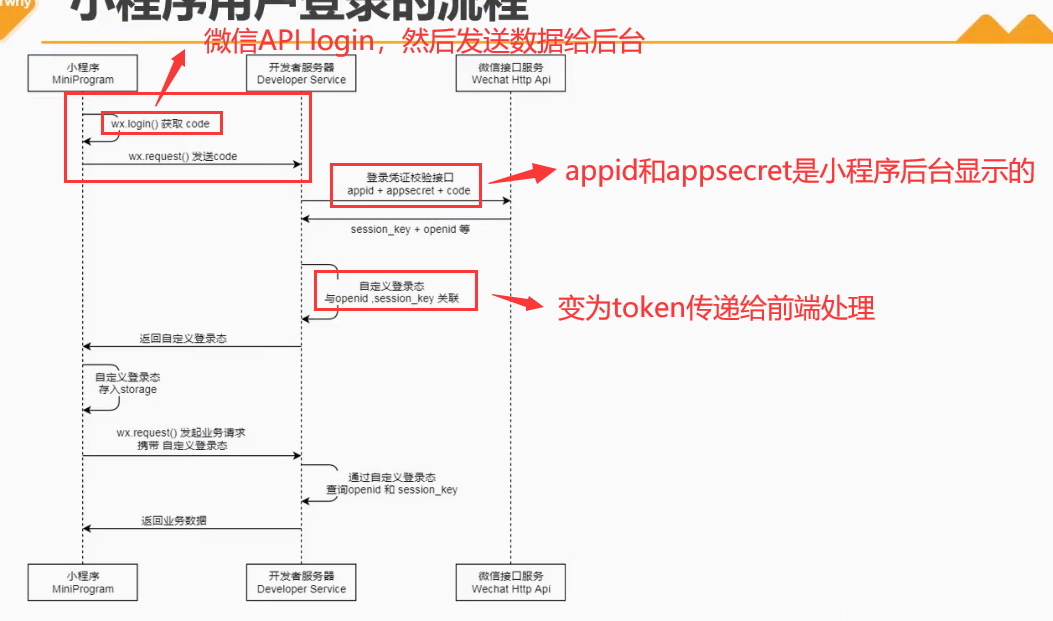 小程序用户登录的流程
微信API login，然后发送数据给后台
小程序
MiniProgram
开发者服务器
Developer Service
微信接口服务
Wechat Http Api
wx.login() 获取 code
wx.request() 发送code
登录凭证校验接口
appid + appsecret + code
appid和appsecret是小程序后台显示的
session_key + openid 等
自定义登录态
与openid ,session_key 关联
变为token传递给前端处理
返回自定义登录态
自定义登录态
存入storage
wx.request() 发起业务请求
携带 自定义登录态
通过自定义登录态
查询openid 和 session_key
返回业务数据
小程序
MiniProgram
开发者服务器
Developer Service
微信接口服务
Wechat Http Api